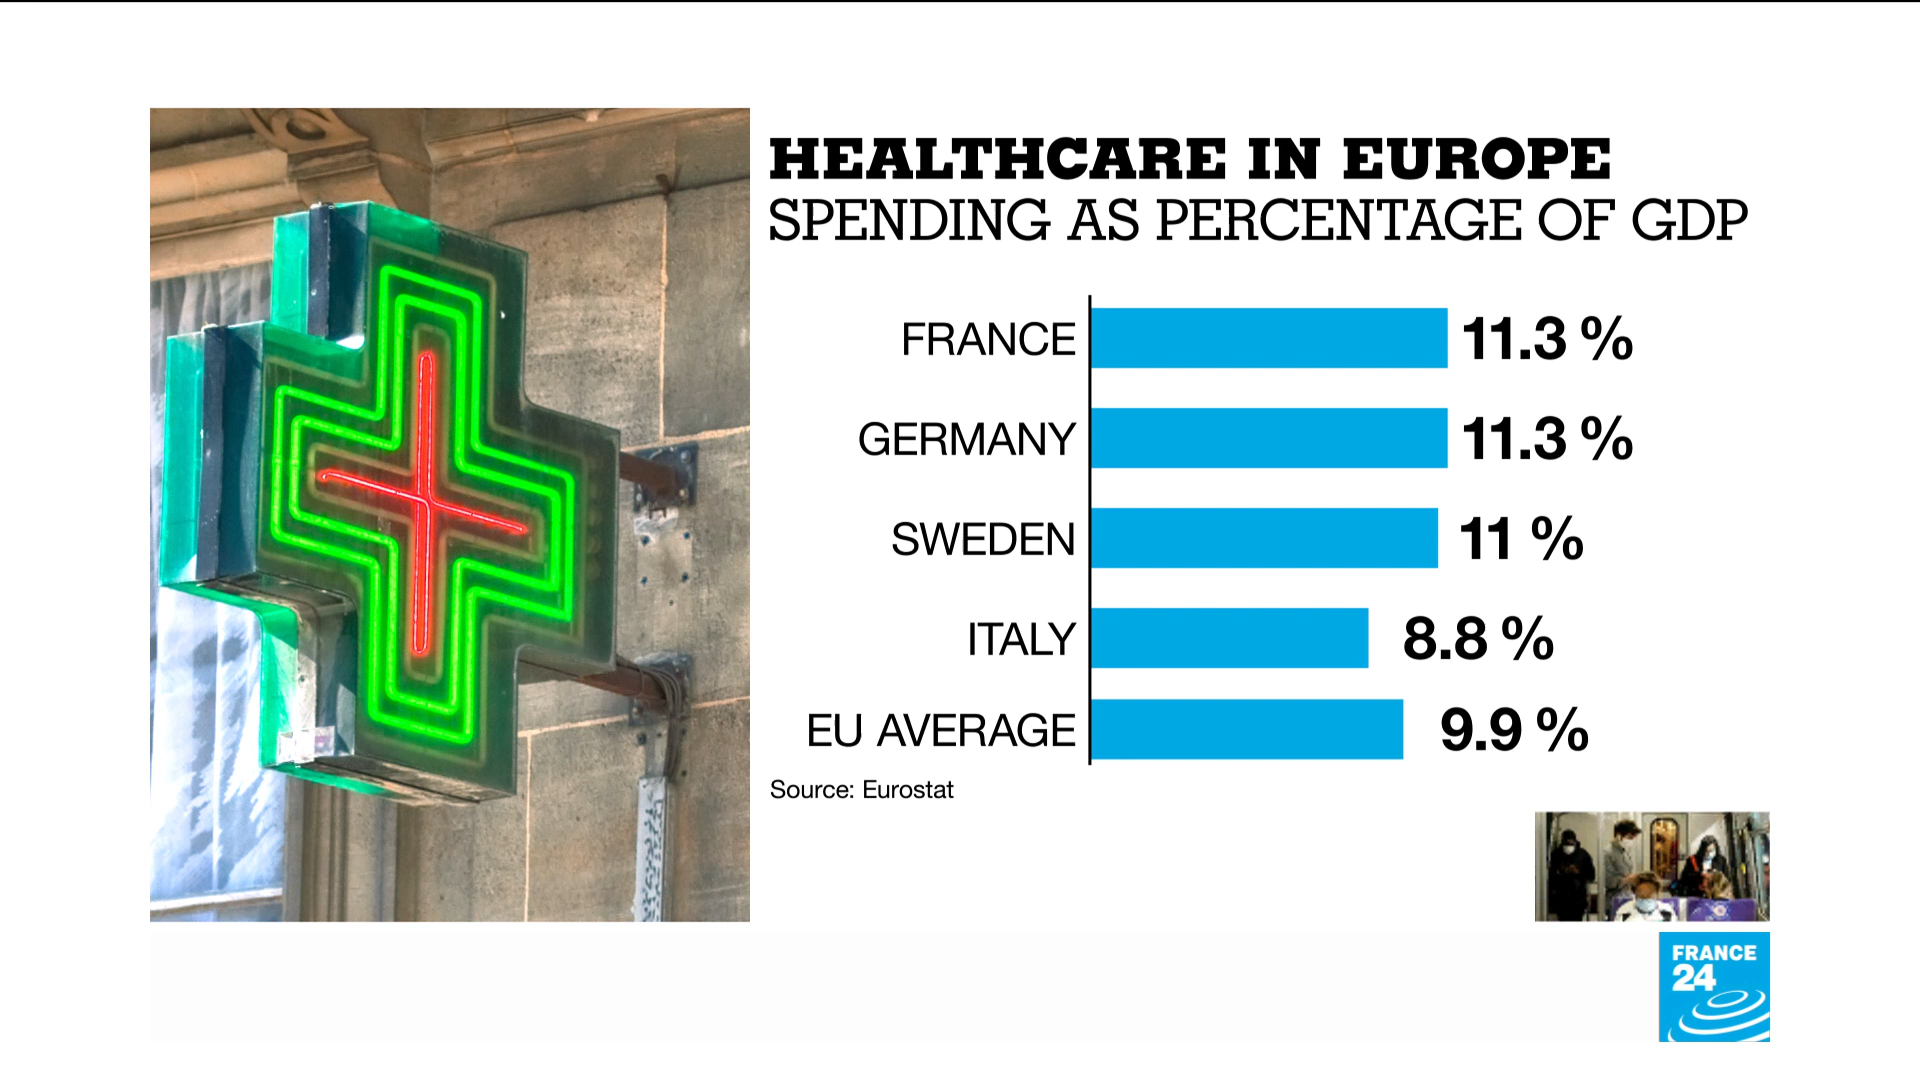 HEALTHCARE IN EUROPE
SPENDING AS PERCENTAGE OF GDP
FRANCE 11.3 %
GERMANY 11.3 %
SWEDEN 11 %
ITALY 8.8 %
EU AVERAGE 9.9 %
Source: Eurostat
FRANCE
24